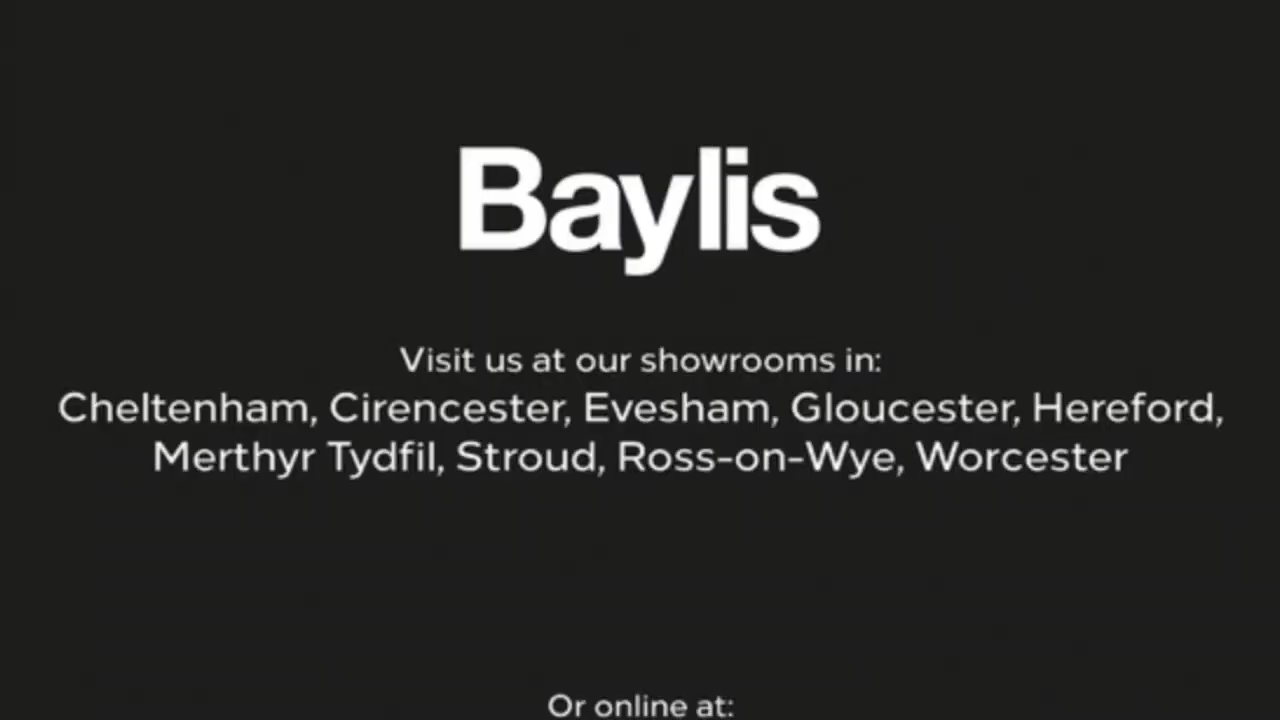 Baylis
Visit us at our showrooms in:
Cheltenham, Cirencester, Evesham, Gloucester, Hereford,
Merthyr Tydfil, Stroud, Ross-on-Wye, Worcester
Or online at: